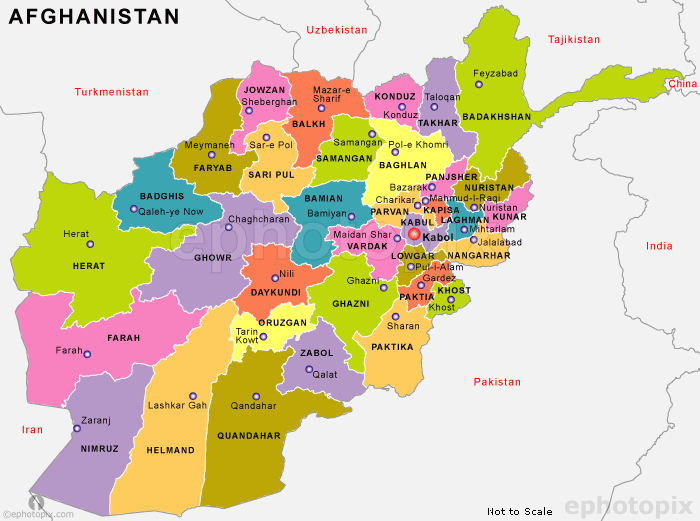 AFGHANISTAN
Uzbekistan
Tajikistan
Turkmenistan
China
India
Pakistan
Iran
JOWZAN
Sheberghan
Mazar-e
Sharif
BALKH
KONDUZ
Konduz
Taloqan
TAKHAR
Feyzabad
BADAKHSHAN
Meymaneh
FARYAB
Sar-e Pol
SARI PUL
Samangan
SAMANGAN
Pol-e Khomri
BAGHLAN
PANJSHER
Bazarak
NURISTAN
Nuristan
BADGHIS
Qaleh-ye Now
BAMIAN
Bamiyan
Charikar
PARVAN
Mahmud-I-Raqi
KAPISA
KUNAR
LAGHMAN
Mihtarlam
KABUL
Kabol
Jalalabad
NANGARHAR
Herat
HERAT
Chaghcharan
GHOWR
Maidan Shar
VARDAK
LOWGAR
Pul-i-Alam
Gardez
PAKTIA
KHOST
Khost
Nili
DAYKUNDI
Ghazni
GHAZNI
Sharan
PAKTIKA
ORUZGAN
Tarin
Kowt
ZABOL
Qalat
FARAH
Farah
Zaranj
NIMRUZ
Lashkar Gah
HELMAND
Qandahar
QUANDAHAR
Not to Scale
ephotopix
© ephotopix.com